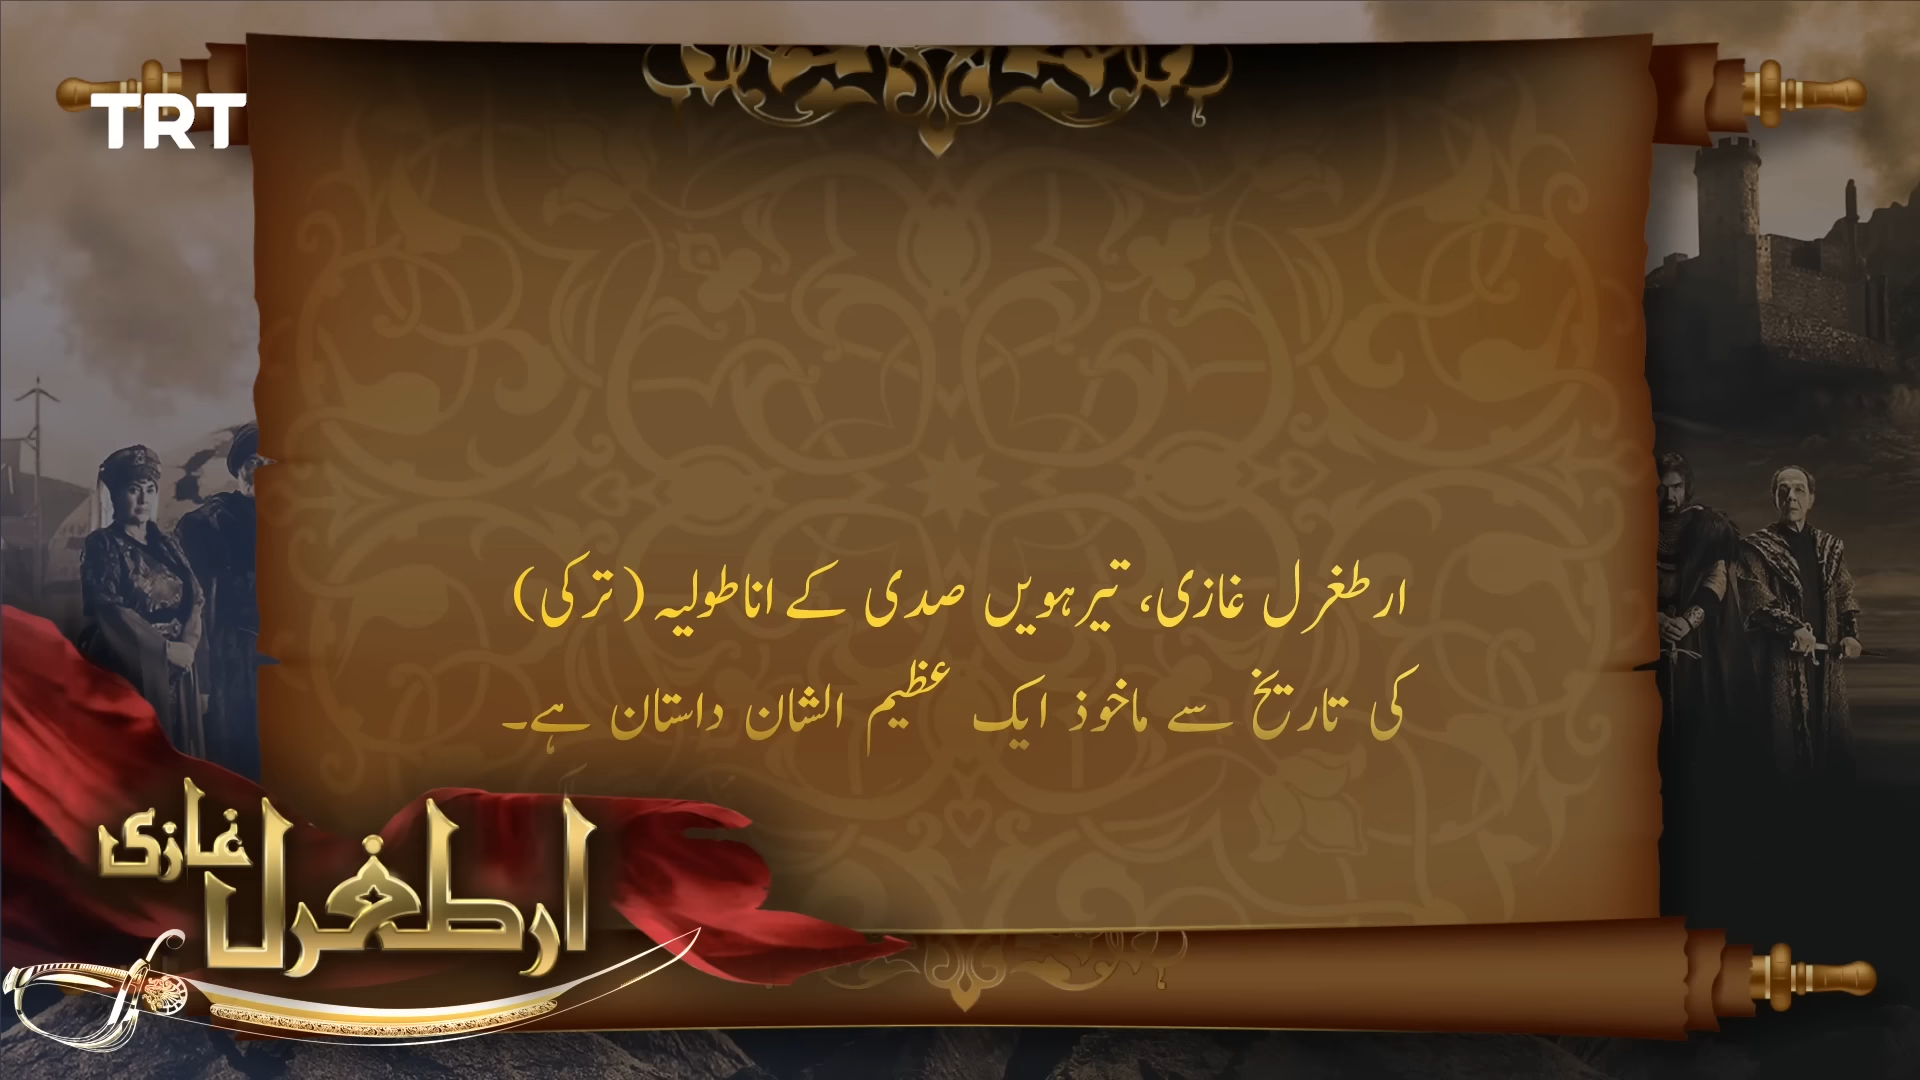 TRT
ارطغرل غازی، تیرہویں صدی کے اناطولیہ (ترکی)
کی تاریخ سے ماخوذ ایک عظیم الشان داستان ہے۔
ارطغرل غازی